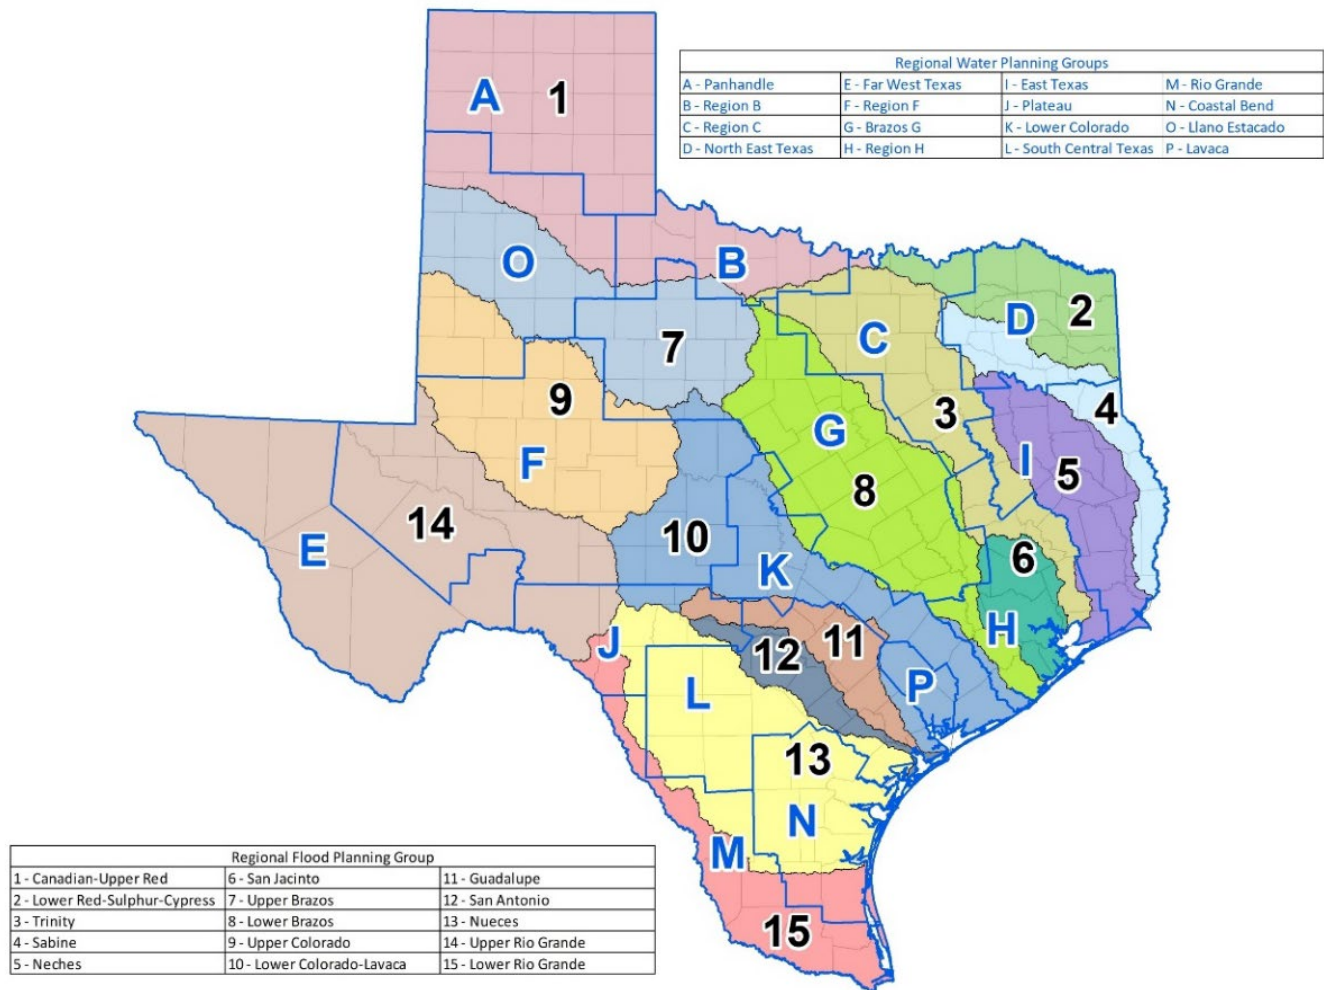 Regional Water Planning Groups
A - Panhandle E - Far West Texas I - East Texas M - Rio Grande
B - Region B F - Region F J - Plateau N - Coastal Bend
C - Region C G - Brazos G K - Lower Colorado O - Llano Estacado
D - North East Texas H - Region H L - South Central Texas P - Lavaca
A 1
O B
D 2
C
7
9 3 4
G
F I 5
8
14 10
E K 6
H
J 11
12
L P
13
N
M
15
Regional Flood Planning Group
1 - Canadian-Upper Red 6 - San Jacinto 11 - Guadalupe
2 - Lower Red-Sulphur-Cypress 7 - Upper Brazos 12 - San Antonio
3 - Trinity 8 - Lower Brazos 13 - Nueces
4 - Sabine 9 - Upper Colorado 14 - Upper Rio Grande
5 - Neches 10 - Lower Colorado-Lavaca 15 - Lower Rio Grande